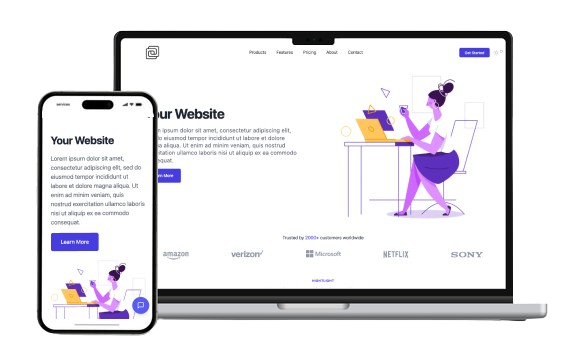 Products Features Pricing About Contact
Get Started
Your Website
ipsum dolor sit amet, consectetur adipiscing elit,
do eiusmod tempor incididunt ut labore et dolore
aliqua. Ut enim ad minim veniam, quis nostrud
exercitation ullamco laboris nisi ut aliquip ex ea commodo
consequat.
Learn More
Trusted by 2000+ customers worldwide
amazon
verizon
Microsoft
NETFLIX
SONY
Your Website
Lorem ipsum dolor sit amet,
consectetur adipiscing elit, sed do
eiusmod tempor incididunt ut
labore et dolore magna aliqua. Ut
enim ad minim veniam, quis
nostrud exercitation ullamco laboris
nisi ut aliquip ex ea commodo
consequat.
Learn More